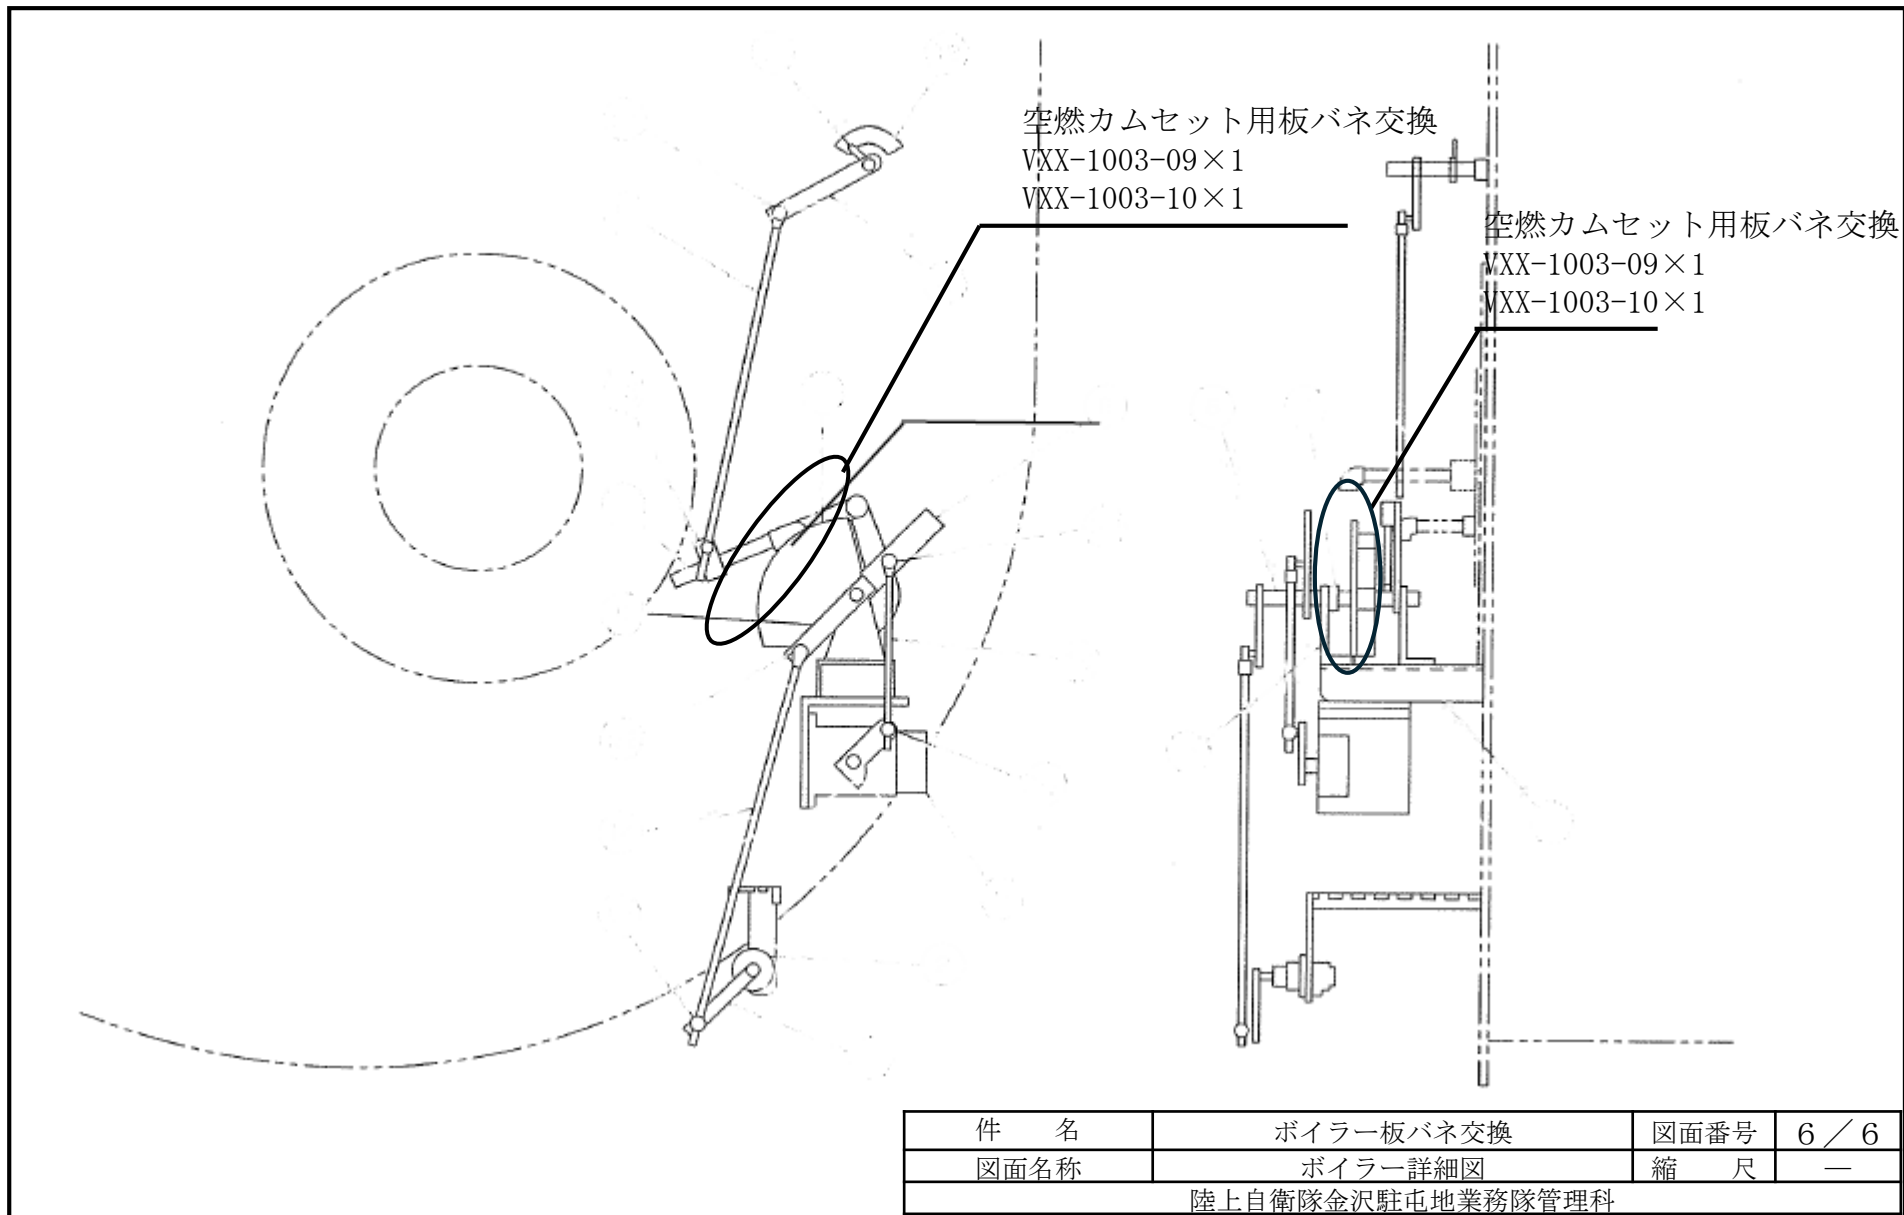 空燃カムセット用板バネ交換
VXX-1003-09×1
VXX-1003-10×1
空燃カムセット用板バネ交換
VXX-1003-09×1
VXX-1003-10×1
件　名 ボイラー板バネ交換 図面番号 6／6
図面名称 ボイラー詳細図 縮　尺 ―
陸上自衛隊金沢駐屯地業務隊管理科